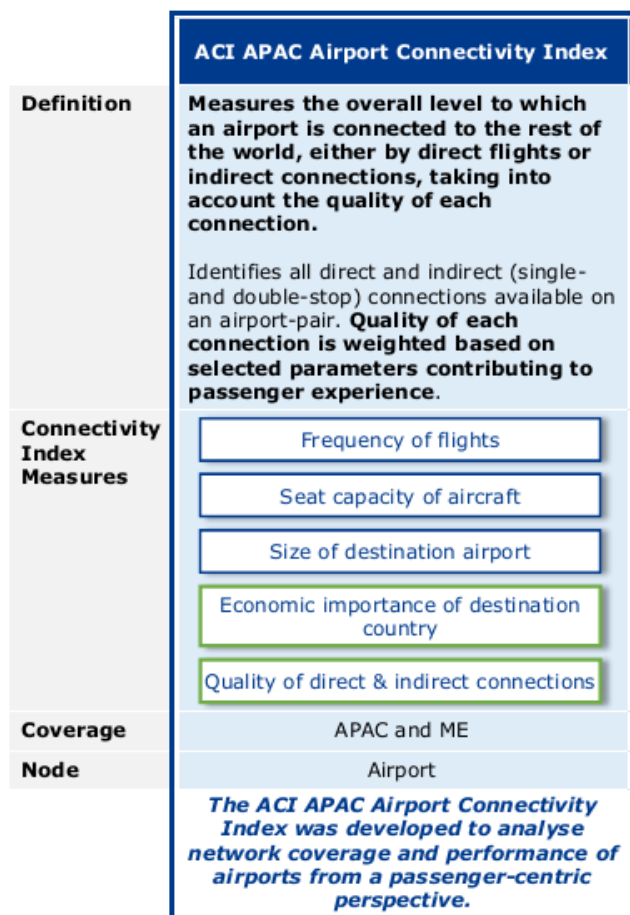 ACI APAC Airport Connectivity Index
Definition
Measures the overall level to which
an airport is connected to the rest of
the world, either by direct flights or
indirect connections, taking into
account the quality of each
connection.
Identifies all direct and indirect (single-
and double-stop) connections available on
an airport-pair. Quality of each
connection is weighted based on
selected parameters contributing to
passenger experience.
Connectivity
Index
Measures
Frequency of flights
Seat capacity of aircraft
Size of destination airport
Economic importance of destination
country
Quality of direct & indirect connections
Coverage
APAC and ME
Node
Airport
The ACI APAC Airport Connectivity
Index was developed to analyse
network coverage and performance of
airports from a passenger-centric
perspective.